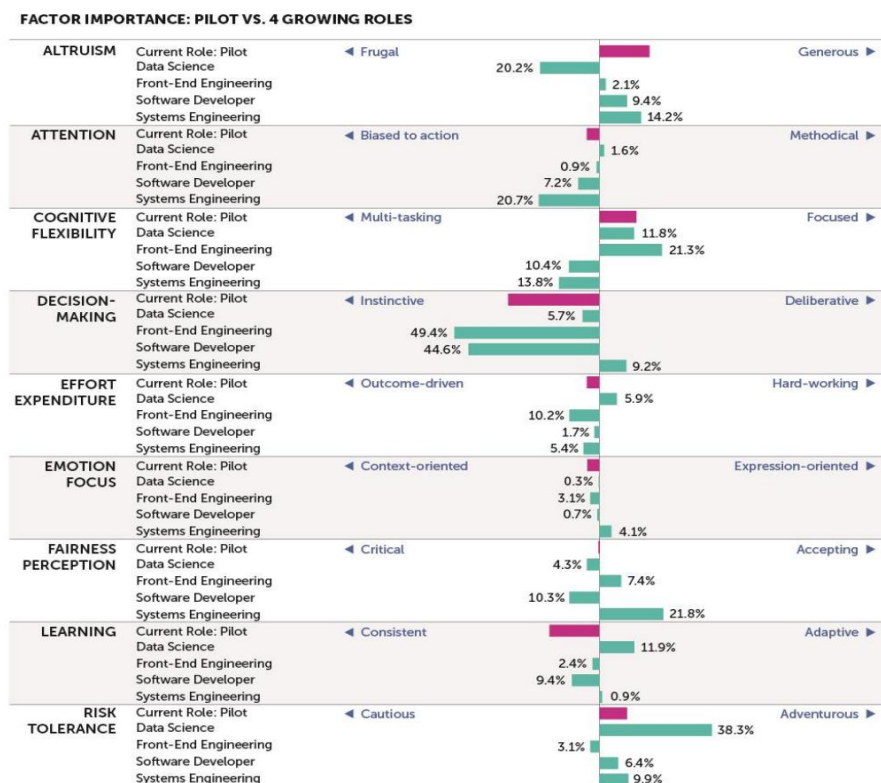 FACTOR IMPORTANCE: PILOT VS. 4 GROWING ROLES
ALTRUISM Current Role: Pilot ◄ Frugal Generous ►
Data Science 20.2%
Front-End Engineering 2.1%
Software Developer 9.4%
Systems Engineering 14.2%
ATTENTION Current Role: Pilot ◄ Biased to action Methodical ►
Data Science 1.6%
Front-End Engineering 0.9%
Software Developer 7.2%
Systems Engineering 20.7%
COGNITIVE Current Role: Pilot ◄ Multi-tasking Focused ►
FLEXIBILITY Data Science 11.8%
Front-End Engineering 21.3%
Software Developer 10.4%
Systems Engineering 13.8%
DECISION- Current Role: Pilot ◄ Instinctive Deliberative ►
MAKING Data Science 5.7%
Front-End Engineering 49.4%
Software Developer 44.6%
Systems Engineering 9.2%
EFFORT Current Role: Pilot ◄ Outcome-driven Hard-working ►
EXPENDITURE Data Science 5.9%
Front-End Engineering 10.2%
Software Developer 1.7%
Systems Engineering 5.4%
EMOTION Current Role: Pilot ◄ Context-oriented Expression-oriented ►
FOCUS Data Science 0.3%
Front-End Engineering 3.1%
Software Developer 0.7%
Systems Engineering 4.1%
FAIRNESS Current Role: Pilot ◄ Critical Accepting ►
PERCEPTION Data Science 4.3%
Front-End Engineering 7.4%
Software Developer 10.3%
Systems Engineering 21.8%
LEARNING Current Role: Pilot ◄ Consistent Adaptive ►
Data Science 11.9%
Front-End Engineering 2.4%
Software Developer 9.4%
Systems Engineering 0.9%
RISK Current Role: Pilot ◄ Cautious Adventurous ►
TOLERANCE Data Science 38.3%
Front-End Engineering 3.1%
Software Developer 6.4%
Systems Engineering 9.9%